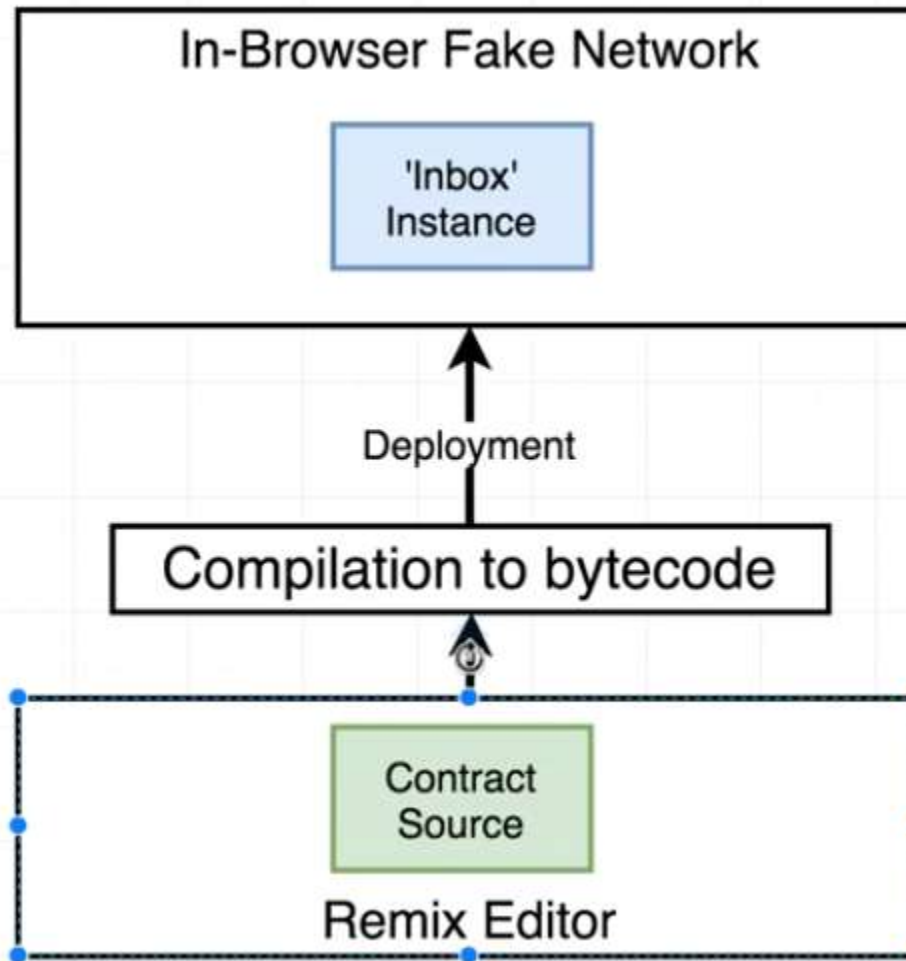 In-Browser Fake Network
'Inbox'
Instance
Deployment
Compilation to bytecode
Contract
Source
Remix Editor